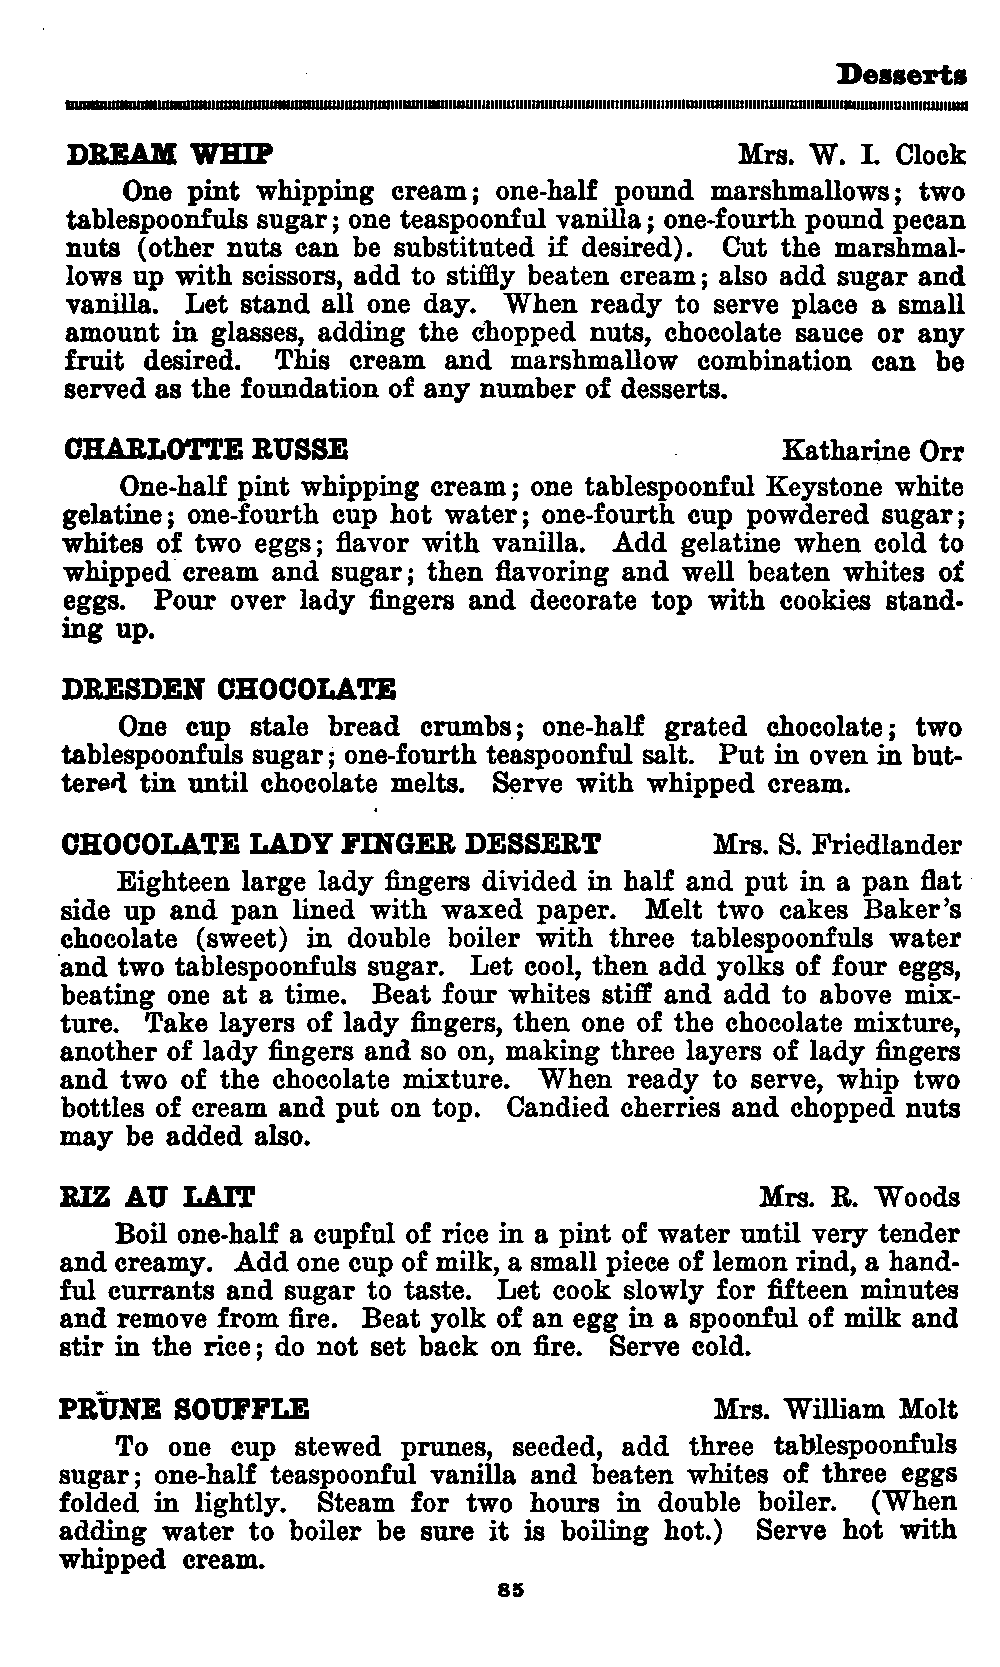 Desserts
DREAM WHIP Mrs. W. I. Clock
One pint whipping cream; one-half pound marshmallows; two
tablespoonfuls sugar; one teaspoonful vanilla; one-fourth pound pecan
nuts (other nuts can be substituted if desired). Cut the marshmal-
lows up with scissors, add to stiffly beaten cream; also add sugar and
vanilla. Let stand all one day. When ready to serve place a small
amount in glasses, adding the chopped nuts, chocolate sauce or any
fruit desired. This cream and marshmallow combination can be
served as the foundation of any number of desserts.
CHARLOTTE RUSSE Katharine Orr
One-half pint whipping cream; one tablespoonful Keystone white
gelatine; one-fourth cup hot water; one-fourth cup powdered sugar;
whites of two eggs; flavor with vanilla. Add gelatine when cold to
whipped cream and sugar; then flavoring and well beaten whites of
eggs. Pour over lady fingers and decorate top with cookies stand-
ing up.
DRESDEN CHOCOLATE
One cup stale bread crumbs; one-half grated chocolate; two
tablespoonfuls sugar; one-fourth teaspoonful salt. Put in oven in but-
tered tin until chocolate melts. Serve with whipped cream.
CHOCOLATE LADY FINGER DESSERT Mrs. S. Friedlander
Eighteen large lady fingers divided in half and put in a pan flat
side up and pan lined with waxed paper. Melt two cakes Baker's
chocolate (sweet) in double boiler with three tablespoonfuls water
and two tablespoonfuls sugar. Let cool, then add yolks of four eggs,
beating one at a time. Beat four whites stiff and add to above mix-
ture. Take layers of lady fingers, then one of the chocolate mixture,
another of lady fingers and so on, making three layers of lady fingers
and two of the chocolate mixture. When ready to serve, whip two
bottles of cream and put on top. Candied cherries and chopped nuts
may be added also.
RIZ AU LAIT Mrs. R. Woods
Boil one-half a cupful of rice in a pint of water until very tender
and creamy. Add one cup of milk, a small piece of lemon rind, a hand-
ful currants and sugar to taste. Let cook slowly for fifteen minutes
and remove from fire. Beat yolk of an egg in a spoonful of milk and
stir in the rice; do not set back on fire. Serve cold.
PRUNE SOUFFLE Mrs. William Molt
To one cup stewed prunes, seeded, add three tablespoonfuls
sugar; one-half teaspoonful vanilla and beaten whites of three eggs
folded in lightly. Steam for two hours in double boiler. (When
adding water to boiler be sure it is boiling hot.) Serve hot with
whipped cream.
85